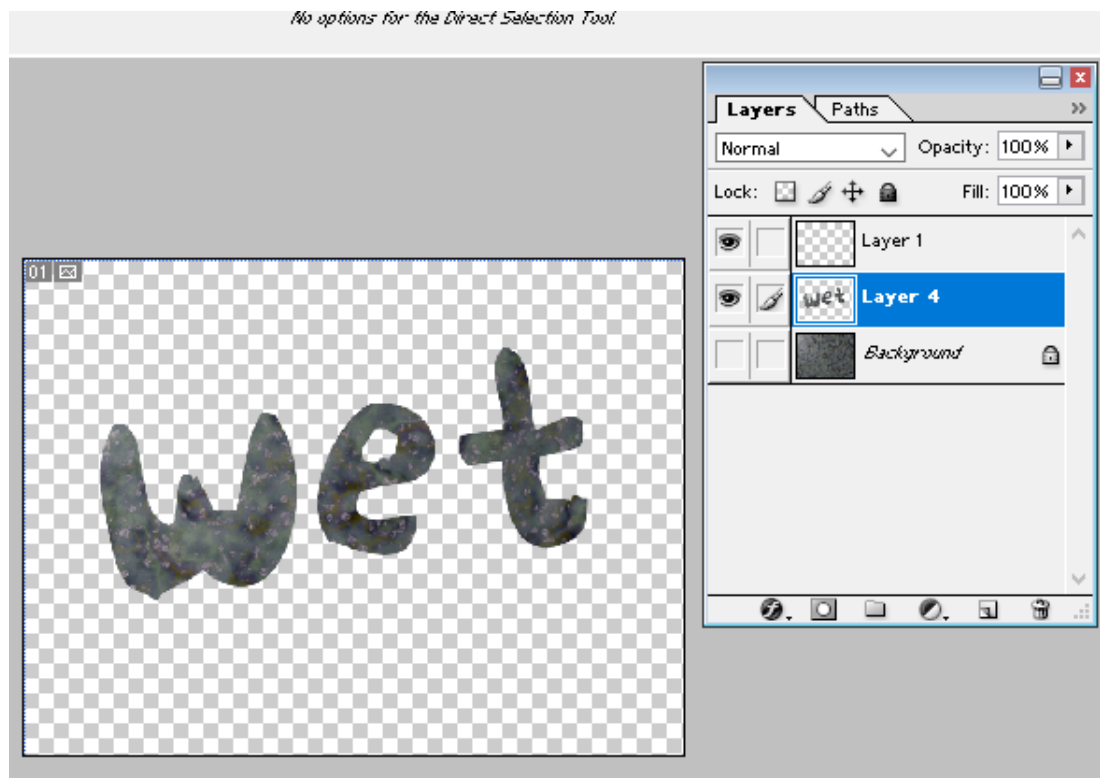 No options for the Direct Selection Tool.
Layers Paths
Normal Opacity: 100%
Lock: Fill: 100%
Layer 1
wet Layer 4
Background
01
wet